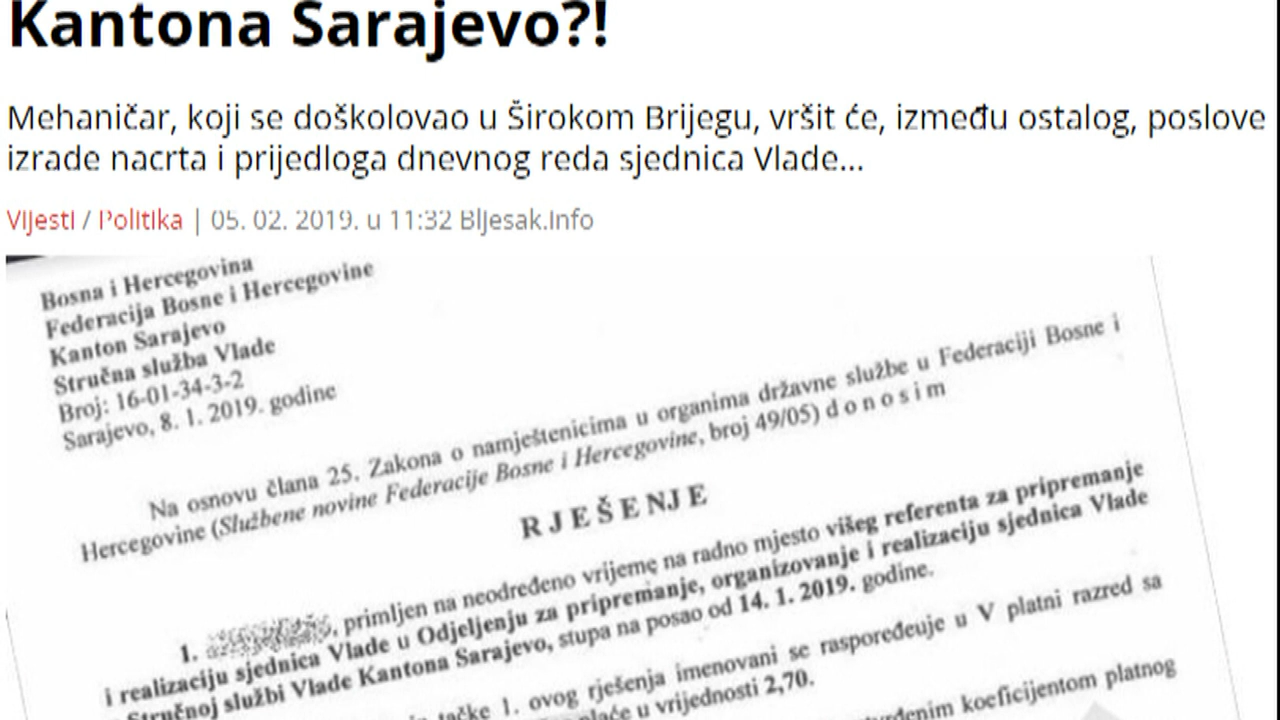 Kantona Sarajevo?!
Mehaničar, koji se doškolovao u Širokom Brijegu, vršit će, između ostalog, poslove
izrade nacrta i prijedloga dnevnog reda sjednica Vlade...
Vijesti / Politika | 05. 02. 2019. u 11:32 Bljesak.info
Bosna i Hercegovina
Federacija Bosne i Hercegovine
Kanton Sarajevo
Stručna služba Vlade
Broj: 16-01-34-3-2
Sarajevo, 8. 1. 2019. godine
Na osnovu člana 25. Zakona o namještenicima u organima državne službe u Federaciji Bosne i
Hercegovine (Službene novine Federacije Bosne i Hercegovine, broj 49/05) d o n o s i m
R J E Š E NJ E
1. , primljen na neodređeno vrijeme na radno mjesto višeg referenta za pripremanje
i realizaciju sjednica Vlade u Odjeljenju za pripremanje, organizovanje i realizaciju sjednica Vlade
Stručnoj službi Vlade Kantona Sarajevo, stupa na posao od 14. 1. 2019. godine.
tačke 1. ovog rješenja imenovani se raspoređeuje u V platni razred sa
plaće u vrijednosti 2,70.
koeficijentom platnog